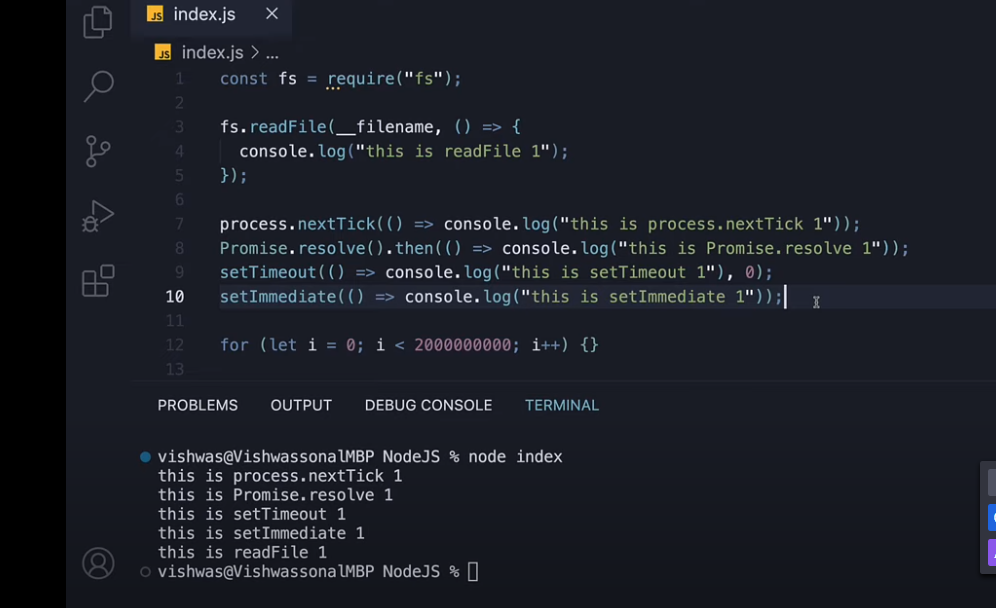 JS index.js ×
JS index.js > ...
1 const fs = require("fs");
2
3 fs.readFile(__filename, () => {
4   console.log("this is readFile 1");
5 });
6
7 process.nextTick(() => console.log("this is process.nextTick 1"));
8 Promise.resolve().then(() => console.log("this is Promise.resolve 1"));
9 setTimeout(() => console.log("this is setTimeout 1"), 0);
10 setImmediate(() => console.log("this is setImmediate 1"));
11
12 for (let i = 0; i < 2000000000; i++) {}
13
PROBLEMS OUTPUT DEBUG CONSOLE TERMINAL
vishwas@VishwassonalMBP NodeJS % node index
this is process.nextTick 1
this is Promise.resolve 1
this is setTimeout 1
this is setImmediate 1
this is readFile 1
vishwas@VishwassonalMBP NodeJS %